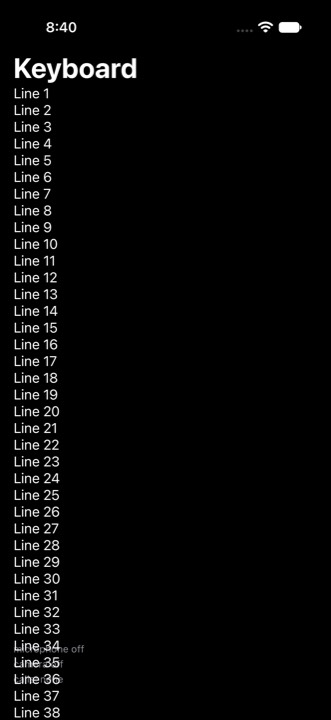 8:40
Keyboard
Line 1
Line 2
Line 3
Line 4
Line 5
Line 6
Line 7
Line 8
Line 9
Line 10
Line 11
Line 12
Line 13
Line 14
Line 15
Line 16
Line 17
Line 18
Line 19
Line 20
Line 21
Line 22
Line 23
Line 24
Line 25
Line 26
Line 27
Line 28
Line 29
Line 30
Line 31
Line 32
Line 33
Line 34
microphone off
Line 35
Line 36
Line 37
Line 38